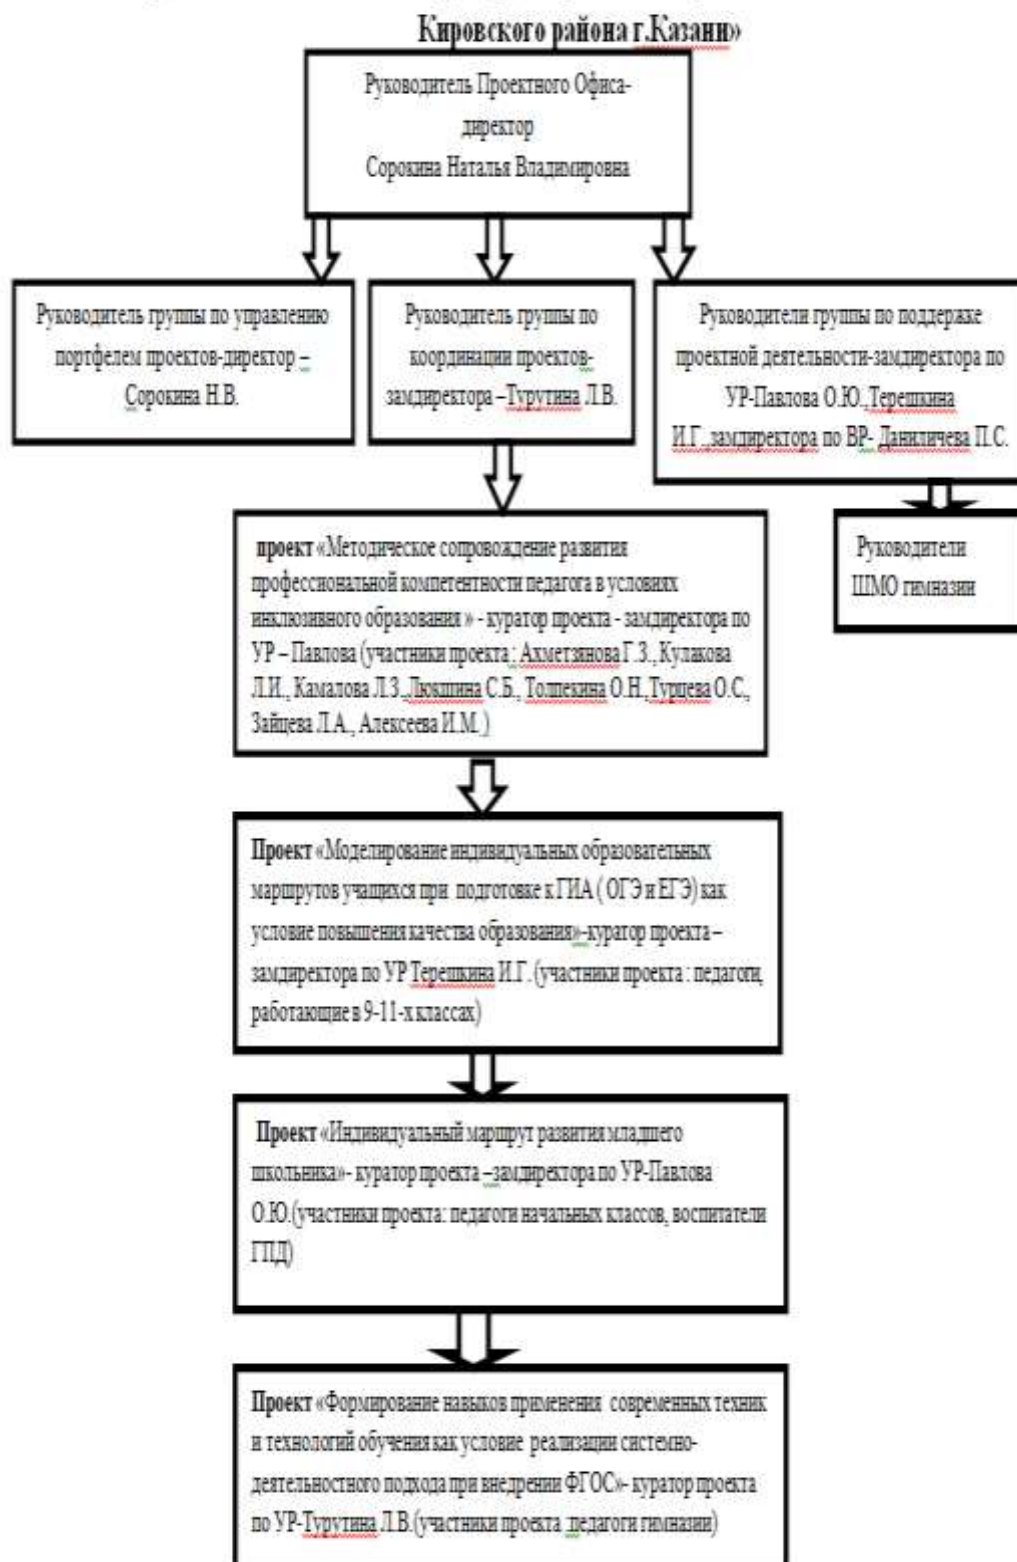 Кировского района г.Казани»
Руководитель Проектного Офиса-
директор
Сорокина Наталья Владимировна
Руководитель группы по управлению
портфелем проектов-директор –
Сорокина Н.В.
Руководитель группы по
координации проектов-
замдиректора –Турутина Л.В.
Руководители группы по поддержке
проектной деятельности-замдиректора по
УР-Павлова О.Ю.,Терешкина
И.Г.,замдиректора по ВР- Даниличева П.С.
Руководители
ШМО гимназии
проект «Методическое сопровождение развития
профессиональной компетентности педагога в условиях
инклюзивного образования » - куратор проекта - замдиректора по
УР – Павлова (участники проекта : Ахметзянова Г.З., Кулакова
Л.И., Камалова Л.З.,Люкшина С.Б., Толпекина О.Н.,Турцева О.С.,
Зайцева Л.А., Алексеева И.М. )
Проект «Моделирование индивидуальных образовательных
маршрутов учащихся при подготовке к ГИА ( ОГЭ и ЕГЭ) как
условие повышения качества образования»-куратор проекта –
замдиректора по УР Терешкина И.Г. (участники проекта : педагоги,
работающие в 9-11-х классах)
Проект «Индивидуальный маршрут развития младшего
школьника»- куратор проекта –замдиректора по УР-Павлова
О.Ю.(участники проекта: педагоги начальных классов, воспитатели
ГПД)
Проект «Формирование навыков применения современных техник
и технологий обучения как условие реализации системно-
деятельностного подхода при внедрении ФГОС»- куратор проекта
по УР-Турутина Л.В.(участники проекта педагоги гимназии)